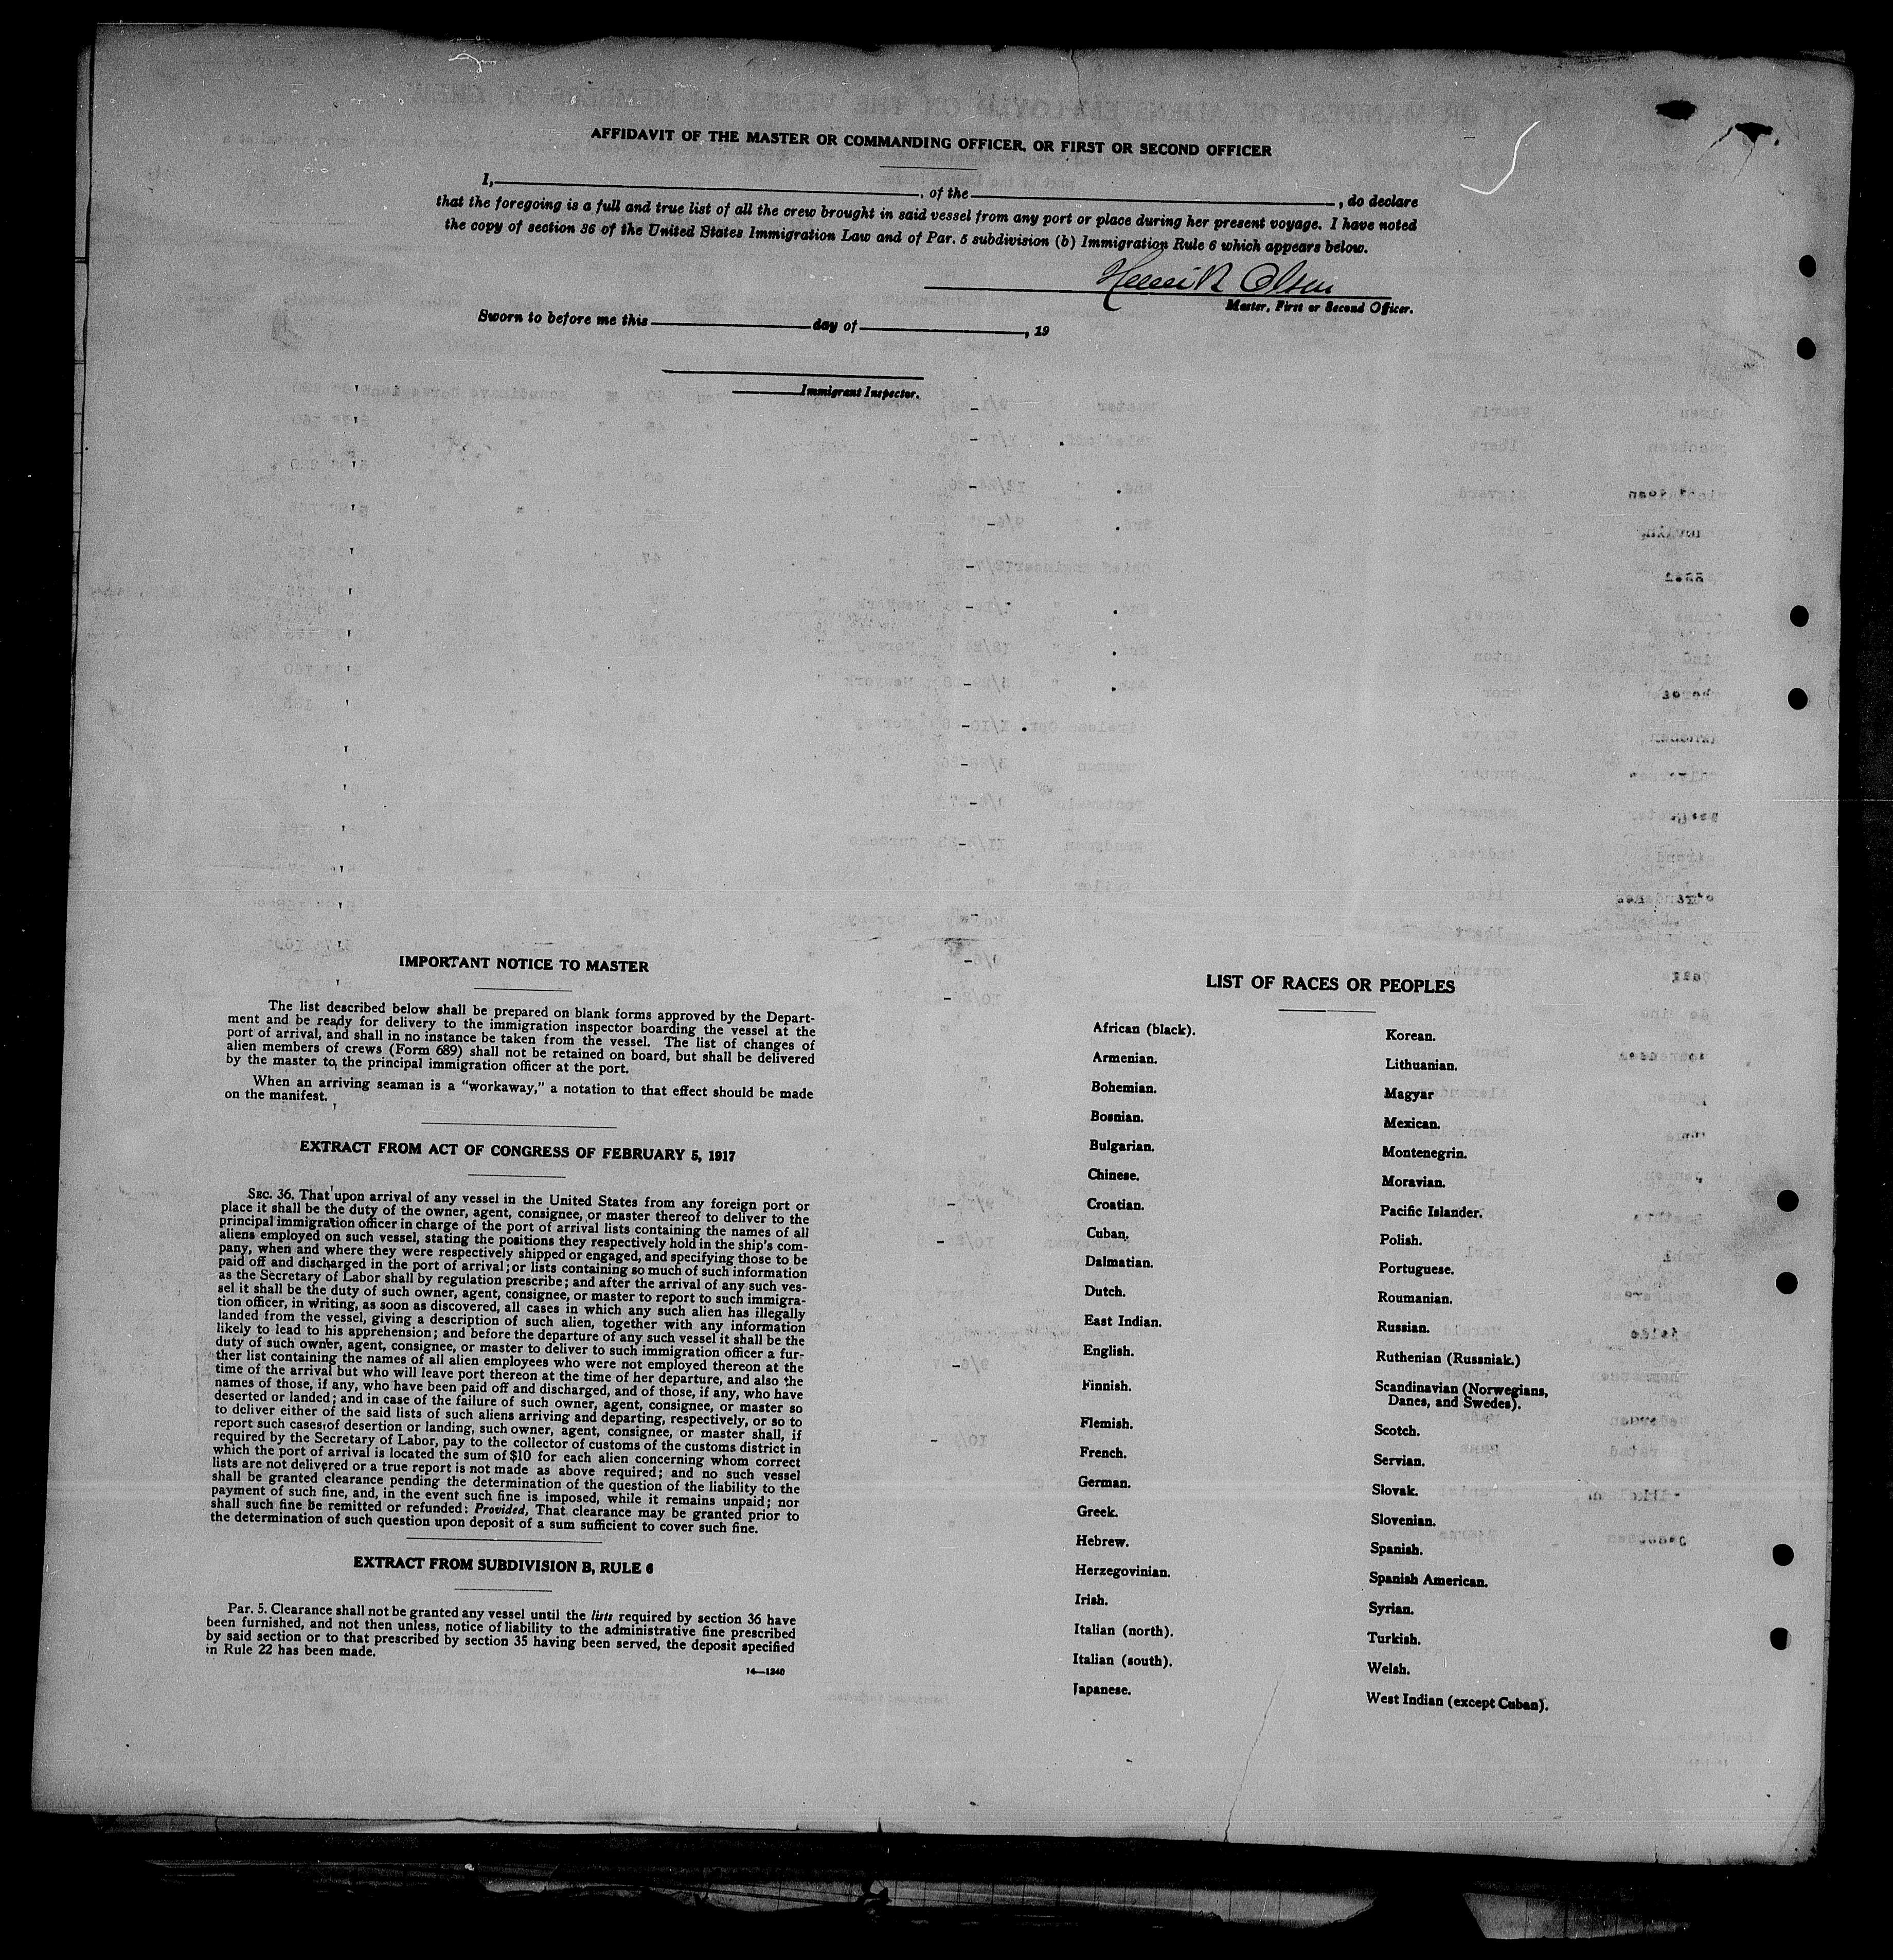 AFFIDAVIT OF THE MASTER OR COMMANDING OFFICER, OR FIRST OR SECOND OFFICER
I, , of the , do declare
that the foregoing is a full and true list of all the crew brought in said vessel from any port or place during her present voyage. I have noted
the copy of section 36 of the United States Immigration Law and of Par. 5 subdivision (b) Immigration Rule 6 which appears below.
Henrik Olsen
Master, First or Second Officer.
Sworn to before me this day of , 19
Immigrant Inspector.
IMPORTANT NOTICE TO MASTER
The list described below shall be prepared on blank forms approved by the Depart-
ment and be ready for delivery to the immigration inspector boarding the vessel at the
port of arrival, and shall in no instance be taken from the vessel. The list of changes of
alien members of crews (Form 689) shall not be retained on board, but shall be delivered
by the master to the principal immigration officer at the port.
When an arriving seaman is a "workaway," a notation to that effect should be made
on the manifest.
EXTRACT FROM ACT OF CONGRESS OF FEBRUARY 5, 1917
SEC. 36. That upon arrival of any vessel in the United States from any foreign port or
place it shall be the duty of the owner, agent, consignee, or master thereof to deliver to the
principal immigration officer in charge of the port of arrival lists containing the names of all
aliens employed on such vessel, stating the positions they respectively hold in the ship's com-
pany, when and where they were respectively shipped or engaged, and specifying those to be
paid off and discharged in the port of arrival; or lists containing so much of such information
as the Secretary of Labor shall by regulation prescribe; and after the arrival of any such ves-
sel it shall be the duty of such owner, agent, consignee, or master to report to such immigra-
tion officer, in writing, as soon as discovered, all cases in which any such alien has illegally
landed from the vessel, giving a description of such alien, together with any information
likely to lead to his apprehension; and before the departure of any such vessel it shall be the
duty of such owner, agent, consignee, or master to deliver to such immigration officer a fur-
ther list containing the names of all alien employees who were not employed thereon at the
time of the arrival but who will leave port thereon at the time of her departure, and also the
names of those, if any, who have been paid off and discharged, and of those, if any, who have
deserted or landed; and in case of the failure of such owner, agent, consignee, or master so
to deliver either of the said lists of such aliens arriving and departing, respectively, or so to
report such cases of desertion or landing, such owner, agent, consignee, or master shall, if
required by the Secretary of Labor, pay to the collector of customs of the customs district in
which the port of arrival is located the sum of $10 for each alien concerning whom correct
lists are not delivered or a true report is not made as above required; and no such vessel
shall be granted clearance pending the determination of the question of the liability to the
payment of such fine, and, in the event such fine is imposed, while it remains unpaid; nor
shall such fine be remitted or refunded: Provided, That clearance may be granted prior to
the determination of such question upon deposit of a sum sufficient to cover such fine.
EXTRACT FROM SUBDIVISION B, RULE 6
Par. 5. Clearance shall not be granted any vessel until the lists required by section 36 have
been furnished, and not then unless, notice of liability to the administrative fine prescribed
by said section or to that prescribed by section 35 having been served, the deposit specified
in Rule 22 has been made.
14—1240
LIST OF RACES OR PEOPLES
African (black).
Armenian.
Bohemian.
Bosnian.
Bulgarian.
Chinese.
Croatian.
Cuban.
Dalmatian.
Dutch.
East Indian.
English.
Finnish.
Flemish.
French.
German.
Greek.
Hebrew.
Herzegovinian.
Irish.
Italian (north).
Italian (south).
Japanese.
Korean.
Lithuanian.
Magyar
Mexican.
Montenegrin.
Moravian.
Pacific Islander.
Polish.
Portuguese.
Roumanian.
Russian.
Ruthenian (Russniak.)
Scandinavian (Norwegians,
Danes, and Swedes).
Scotch.
Servian.
Slovak.
Slovenian.
Spanish.
Spanish American.
Syrian.
Turkish.
Welsh.
West Indian (except Cuban).